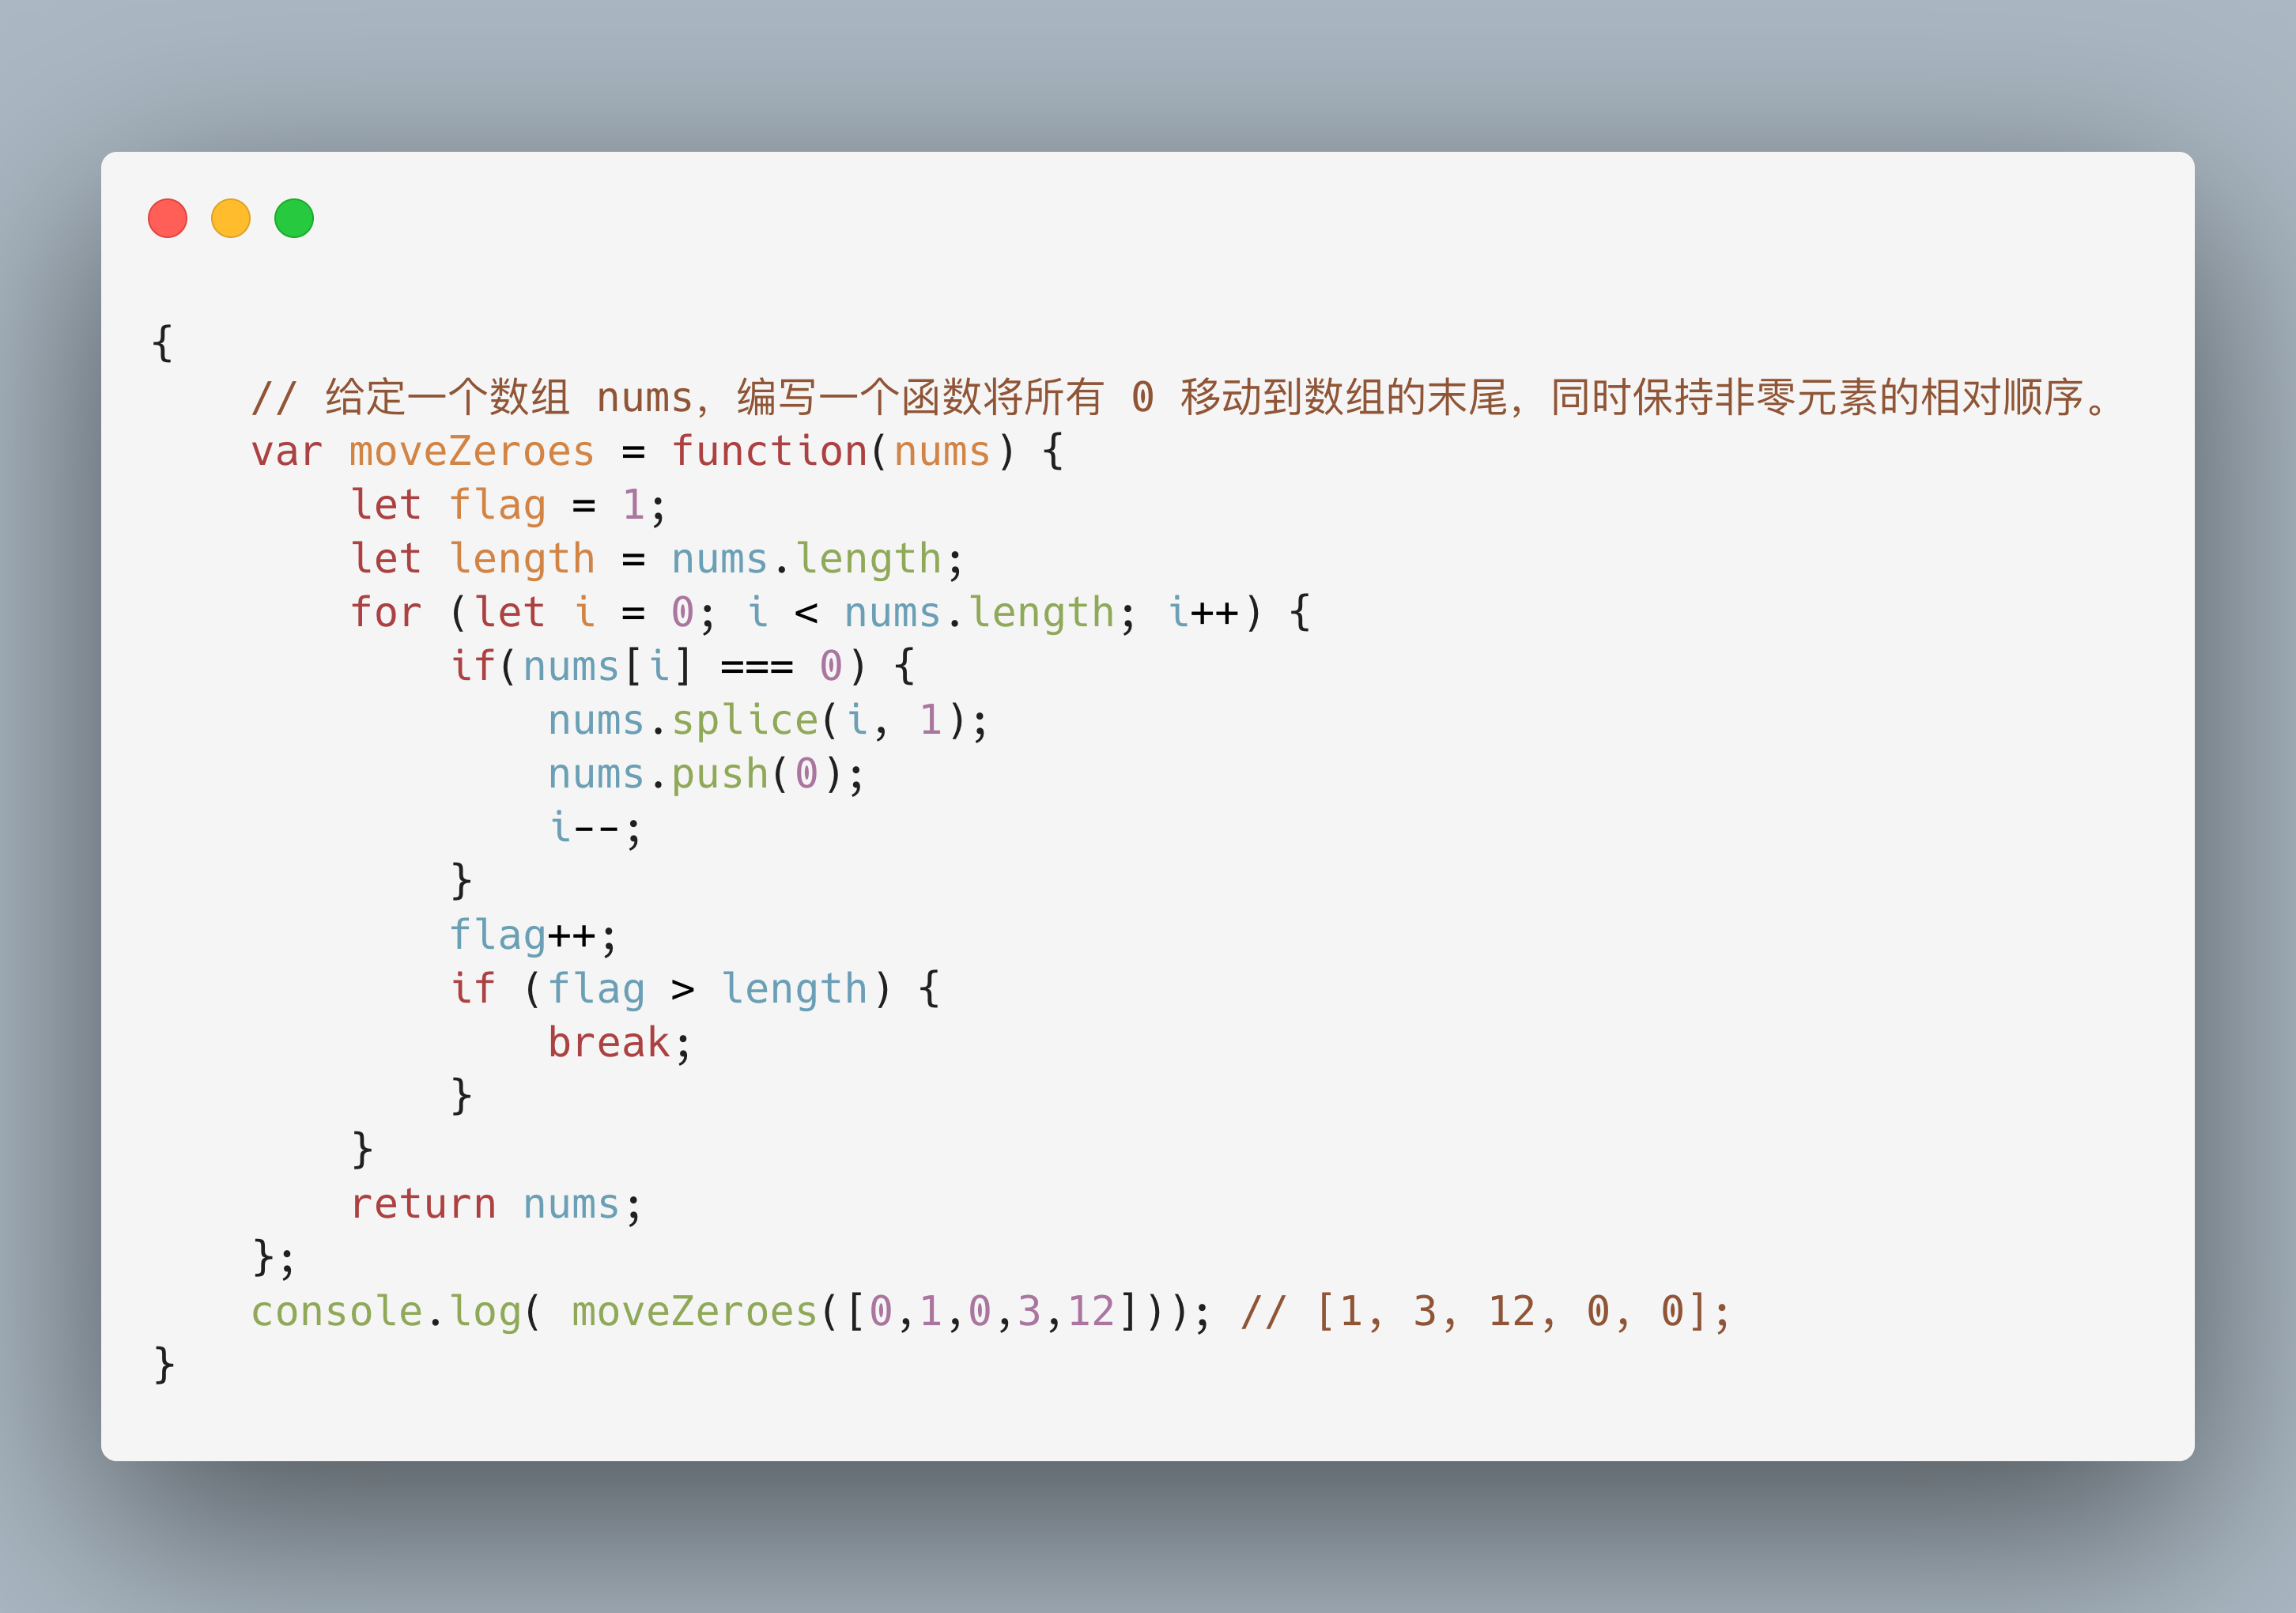 {
    // 给定一个数组 nums，编写一个函数将所有 0 移动到数组的末尾，同时保持非零元素的相对顺序。
    var moveZeroes = function(nums) {
        let flag = 1;
        let length = nums.length;
        for (let i = 0; i < nums.length; i++) {
            if(nums[i] === 0) {
                nums.splice(i, 1);
                nums.push(0);
                i--;
            }
            flag++;
            if (flag > length) {
                break;
            }
        }
        return nums;
    };
    console.log( moveZeroes([0,1,0,3,12])); // [1, 3, 12, 0, 0];
}